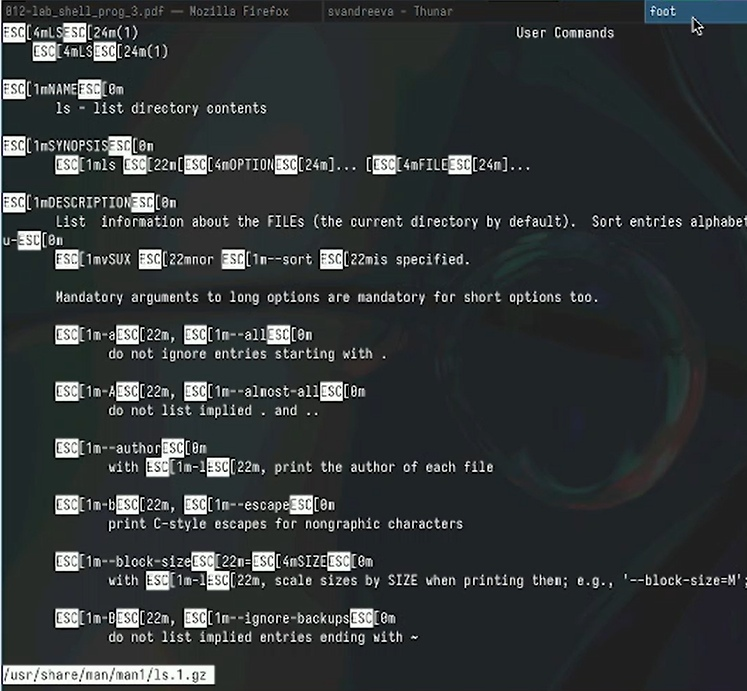 012-lab_shell_prog_3.pdf — Mozilla Firefox
svandreeva - Thunar
foot
ESC[4mLSESC[24m(1) User Commands
ESC[4mLSESC[24m(1)
ESC[1mNAMEESC[0m
ls - list directory contents
ESC[1mSYNOPSISESC[0m
ESC[1mls ESC[22m[ESC[4mOPTIONESC[24m]... [ESC[4mFILEESC[24m]...
ESC[1mDESCRIPTIONESC[0m
List  information about the FILEs (the current directory by default).  Sort entries alphabet
u-ESC[0m
ESC[1mvSUX ESC[22mnor ESC[1m--sort ESC[22mis specified.
Mandatory arguments to long options are mandatory for short options too.
ESC[1m-aESC[22m, ESC[1m--allESC[0m
do not ignore entries starting with .
ESC[1m-AESC[22m, ESC[1m--almost-allESC[0m
do not list implied . and ..
ESC[1m--authorESC[0m
with ESC[1m-lESC[22m, print the author of each file
ESC[1m-bESC[22m, ESC[1m--escapeESC[0m
print C-style escapes for nongraphic characters
ESC[1m--block-sizeESC[22m=ESC[4mSIZEESC[0m
with ESC[1m-lESC[22m, scale sizes by SIZE when printing them; e.g., '--block-size=M';
ESC[1m-BESC[22m, ESC[1m--ignore-backupsESC[0m
do not list implied entries ending with ~
/usr/share/man/man1/ls.1.gz